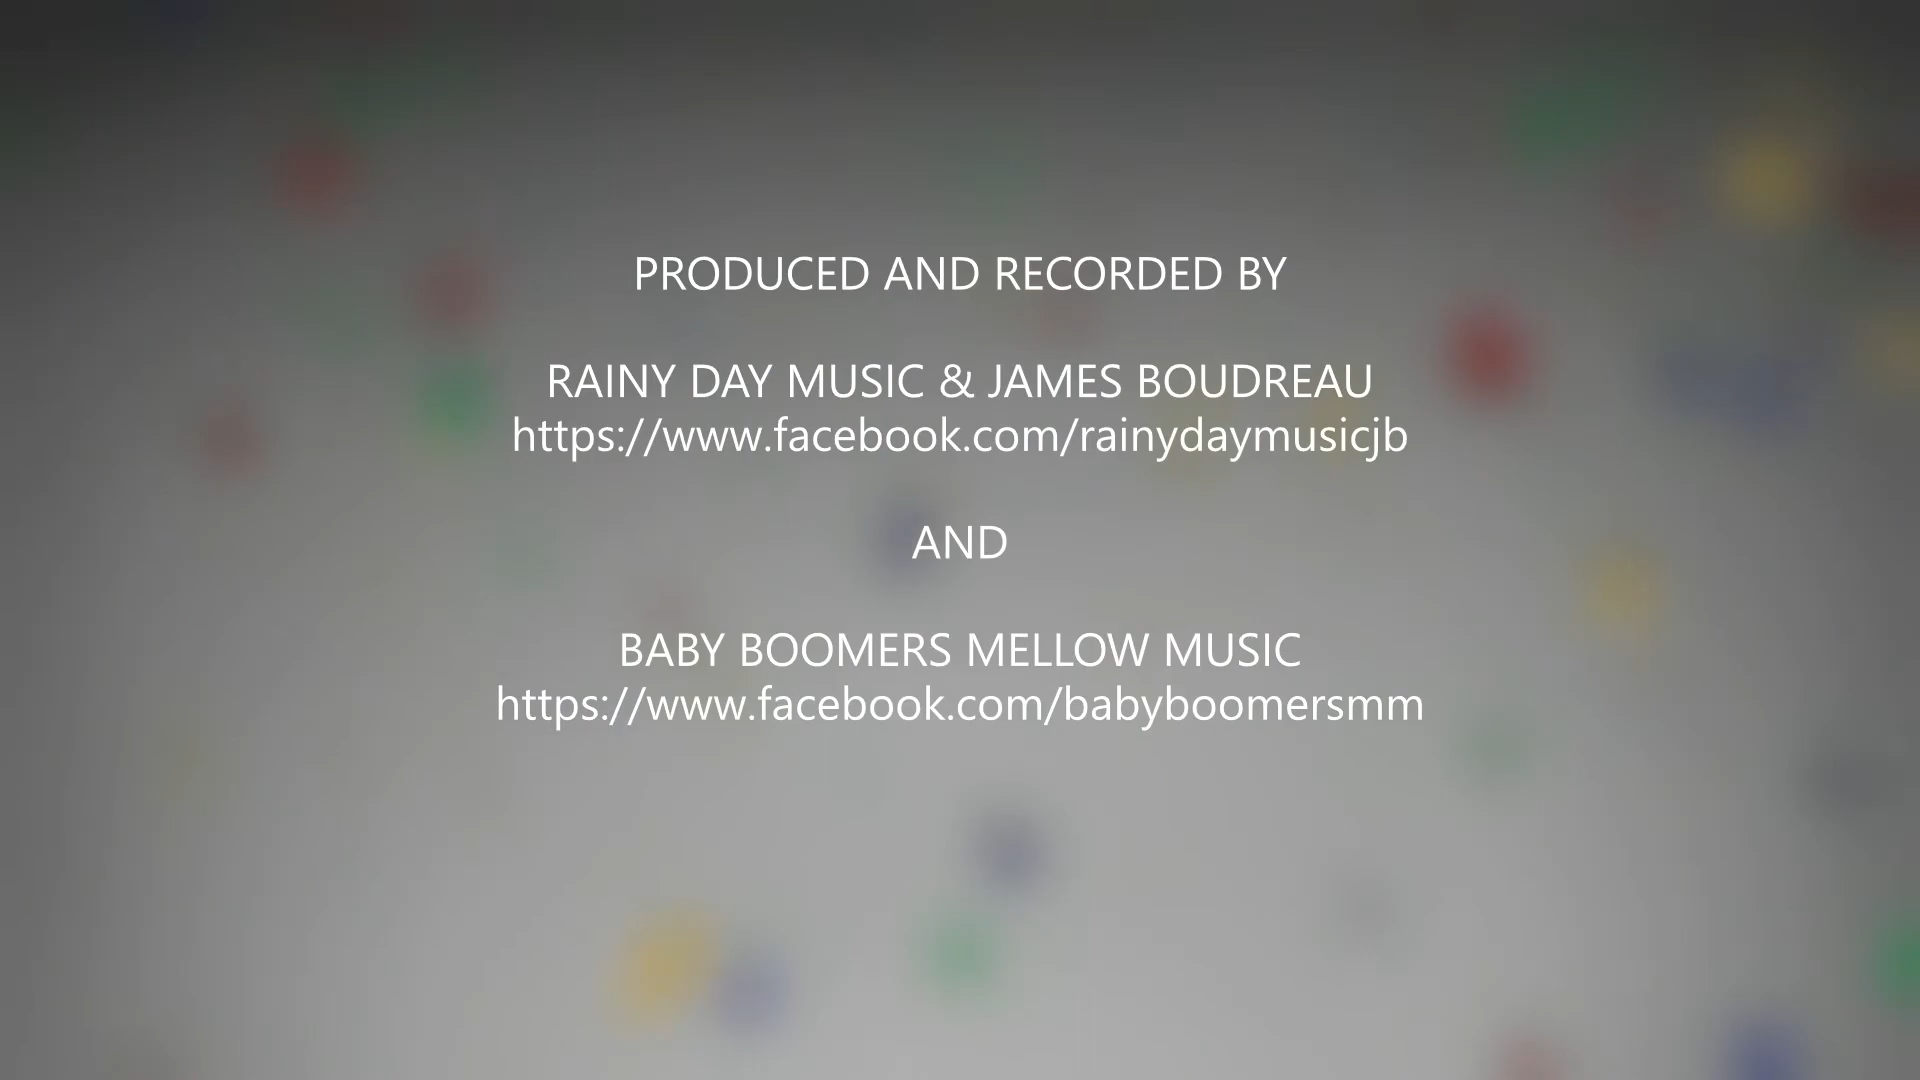 PRODUCED AND RECORDED BY
RAINY DAY MUSIC & JAMES BOUDREAU
https://www.facebook.com/rainydaymusicjb
AND
BABY BOOMERS MELLOW MUSIC
https://www.facebook.com/babyboomersmm